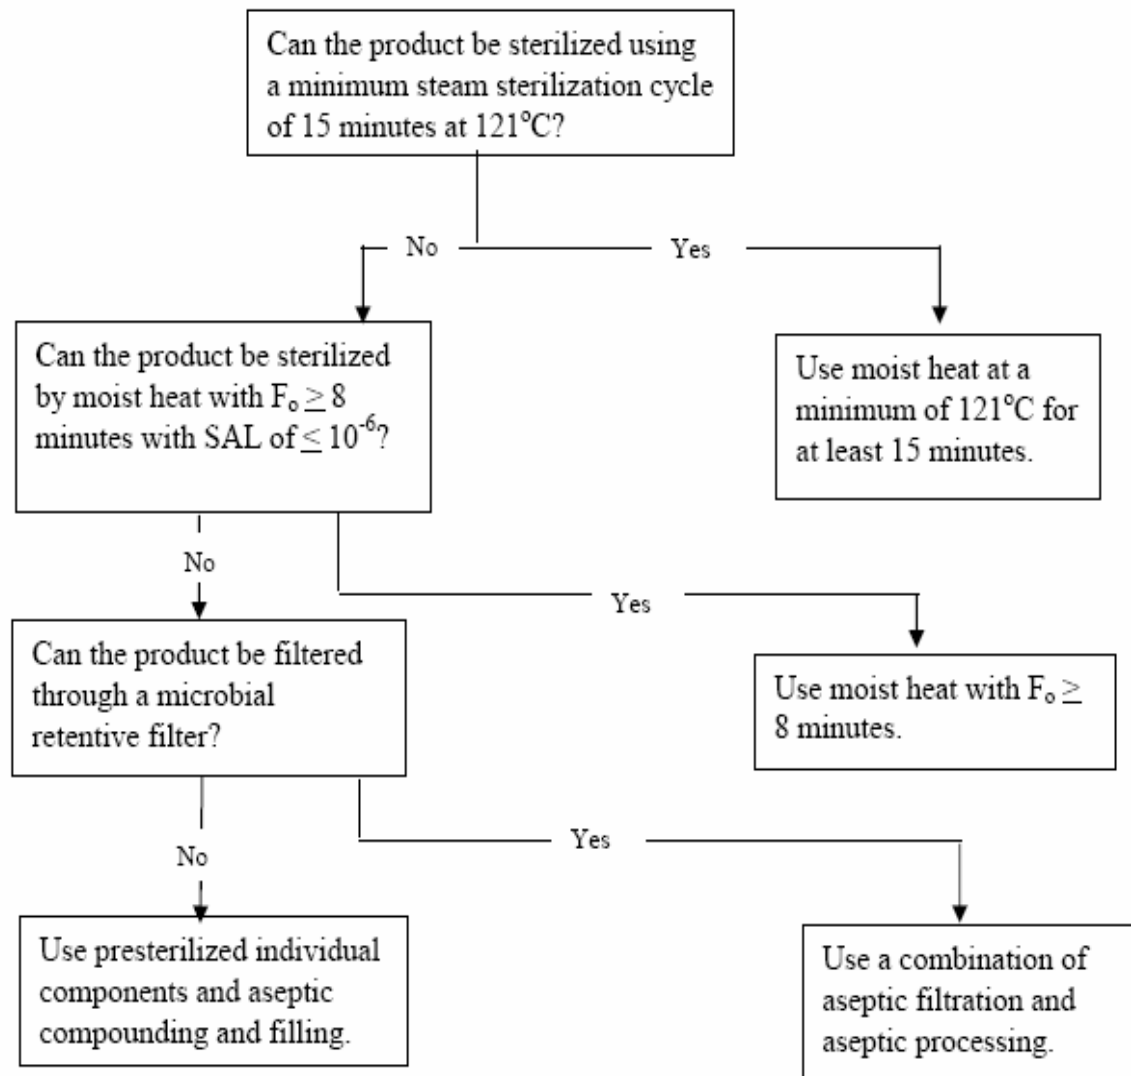 Can the product be sterilized using
a minimum steam sterilization cycle
of 15 minutes at 121°C?
No
Yes
Can the product be sterilized
by moist heat with Fₒ ≥ 8
minutes with SAL of ≤ 10⁻⁶?
Use moist heat at a
minimum of 121°C for
at least 15 minutes.
No
Yes
Can the product be filtered
through a microbial
retentive filter?
Use moist heat with Fₒ ≥
8 minutes.
No
Yes
Use presterilized individual
components and aseptic
compounding and filling.
Use a combination of
aseptic filtration and
aseptic processing.